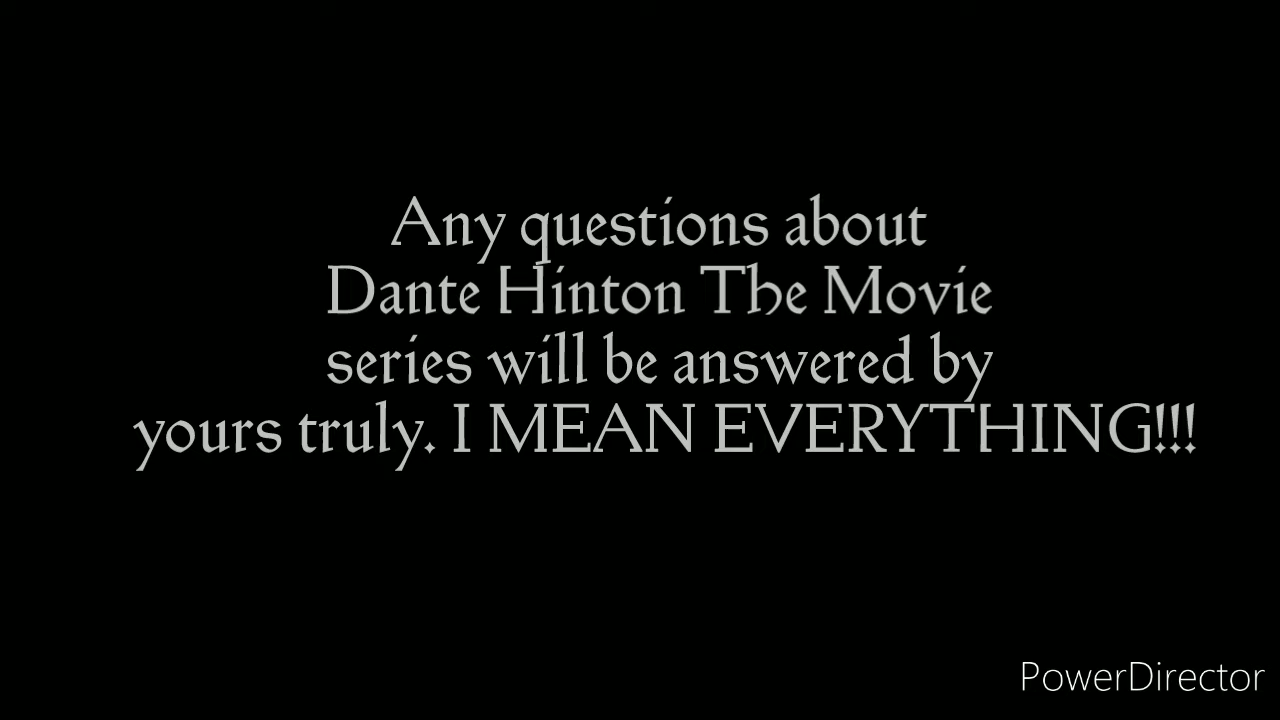 Any questions about
Dante Hinton The Movie
series will be answered by
yours truly. I MEAN EVERYTHING!!!
PowerDirector